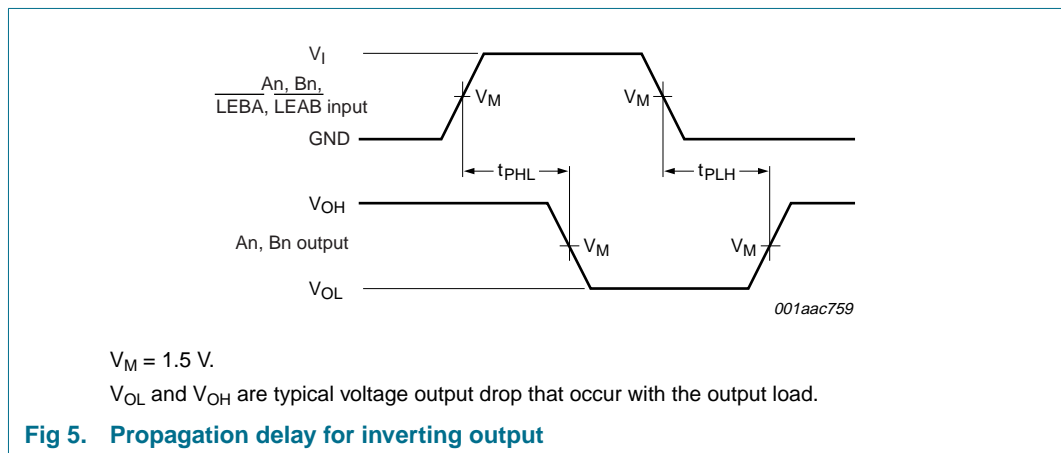 VI
An, Bn,
LEBA, LEAB input
VM
VM
GND
tPHL
tPLH
VOH
An, Bn output
VM
VM
VOL
001aac759
VM = 1.5 V.
VOL and VOH are typical voltage output drop that occur with the output load.
Fig 5. Propagation delay for inverting output